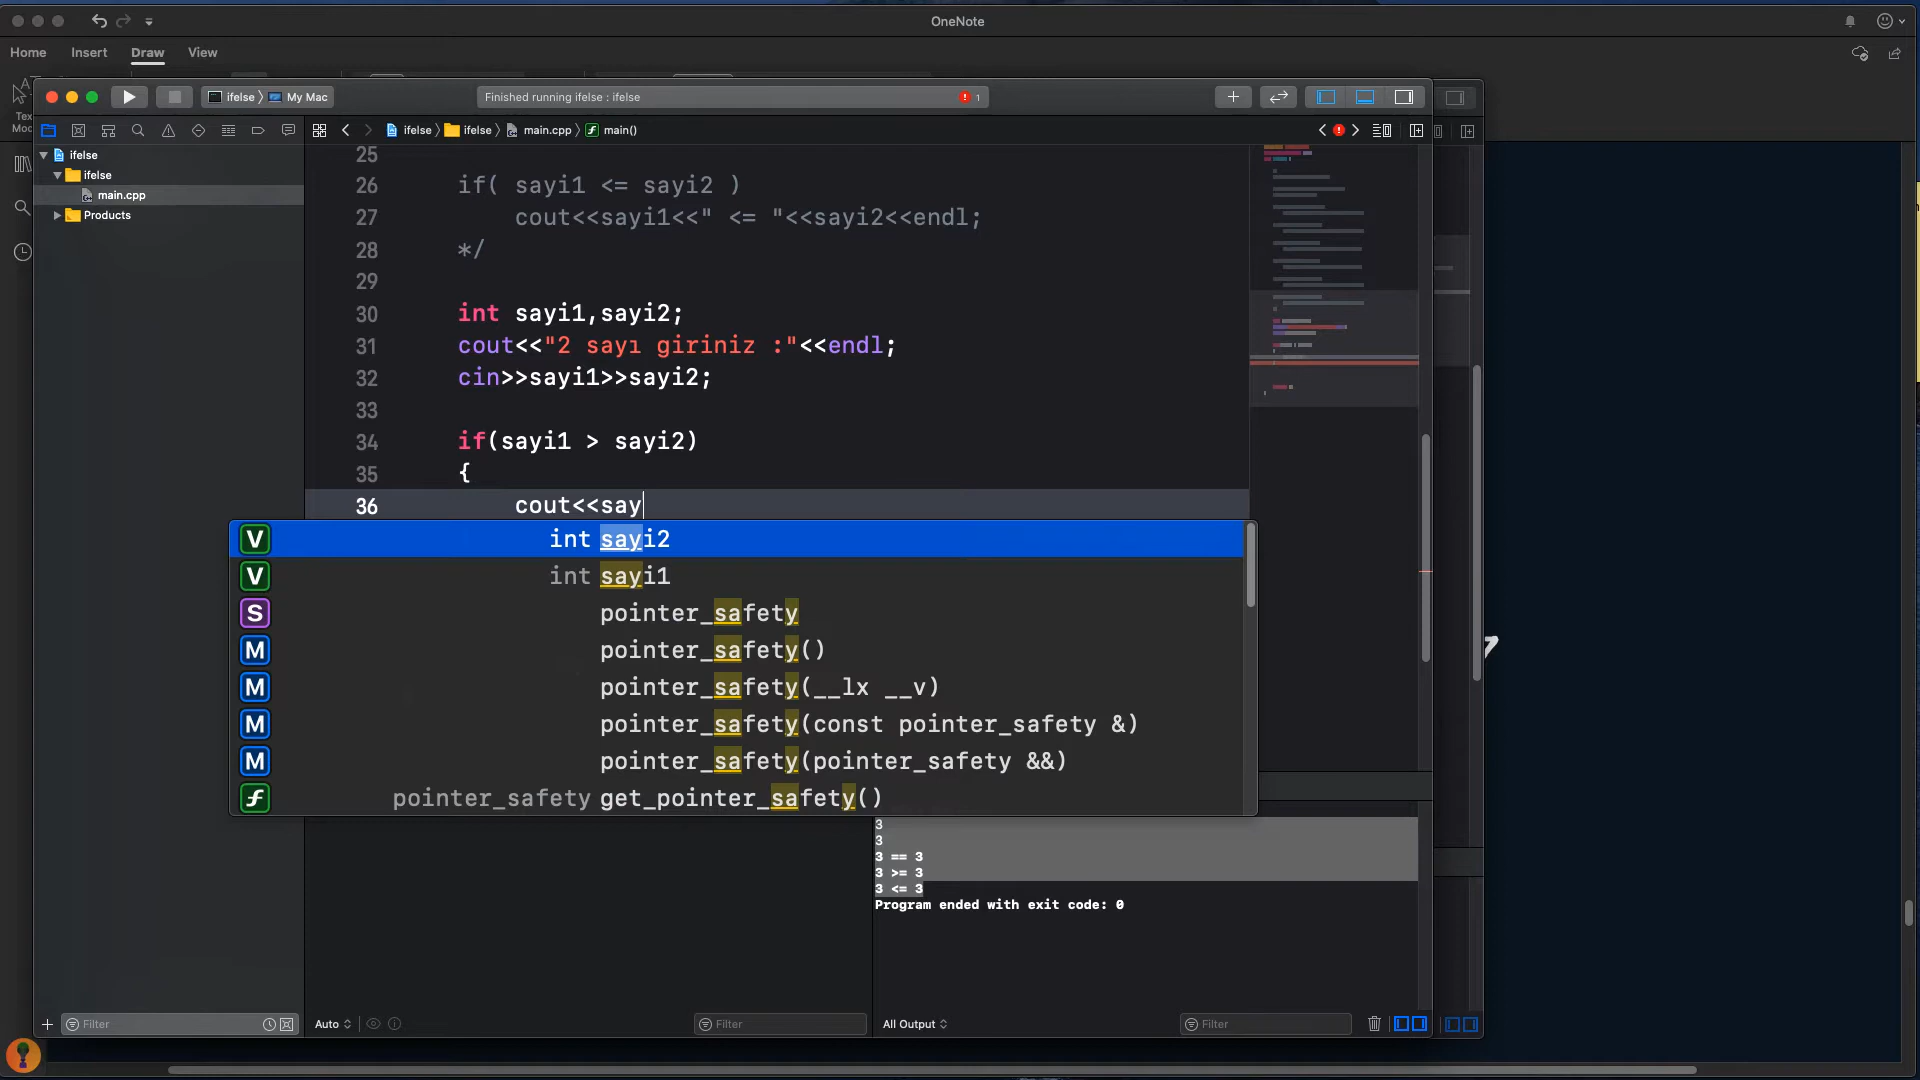 OneNote
Home Insert Draw View
ifelse My Mac
Finished running ifelse : ifelse
1
ifelse ifelse main.cpp main()
ifelse
ifelse
main.cpp
Products
25
26 if( sayi1 <= sayi2 )
27 cout<<sayi1<<" <= "<<sayi2<<endl;
28 */
29
30 int sayi1,sayi2;
31 cout<<"2 sayı giriniz :"<<endl;
32 cin>>sayi1>>sayi2;
33
34 if(sayi1 > sayi2)
35 {
36 cout<<say
V int sayi2
V int sayi1
S pointer_safety
M pointer_safety()
M pointer_safety(__lx __v)
M pointer_safety(const pointer_safety &)
M pointer_safety(pointer_safety &&)
f pointer_safety get_pointer_safety()
3
3
3 == 3
3 >= 3
3 <= 3
Program ended with exit code: 0
Filter
Auto
Filter
All Output
Filter